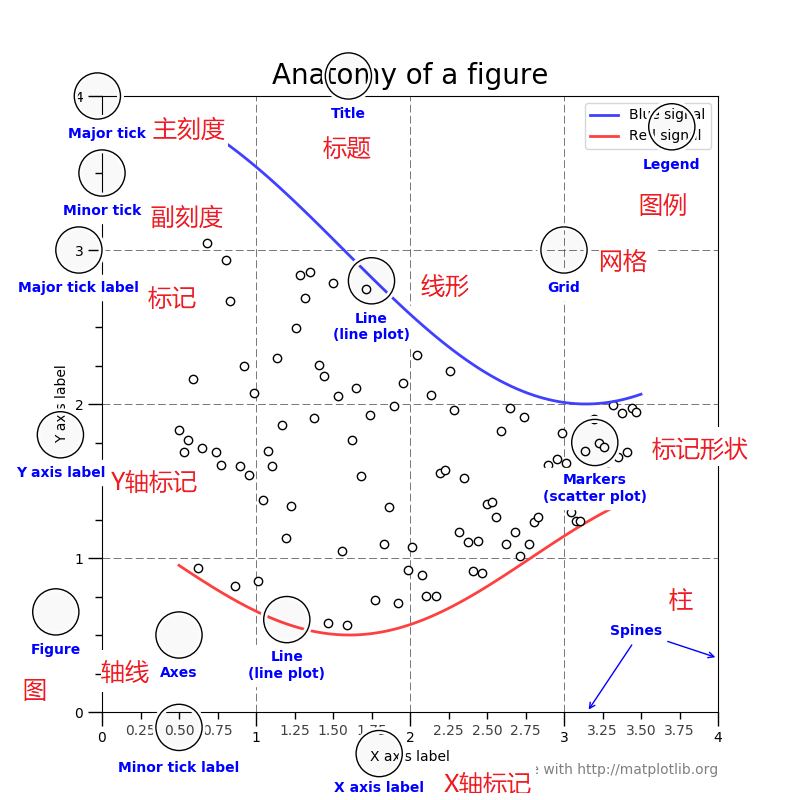 Anatomy of a figure
4
Major tick
主刻度
Title
标题
Blue signal
Red signal
Legend
图例
Minor tick
副刻度
3
Major tick label
标记
Line
(line plot)
线形
Grid
网格
2
Y axis label
Y axis label
Y轴标记
Markers
(scatter plot)
标记形状
1
Figure
图
Axes
轴线
Line
(line plot)
柱
Spines
0
0 0.25 0.50 0.75 1 1.25 1.50 1.75 2 2.25 2.50 2.75 3 3.25 3.50 3.75 4
Minor tick label
X axis label
X axis label
X轴标记
with http://matplotlib.org